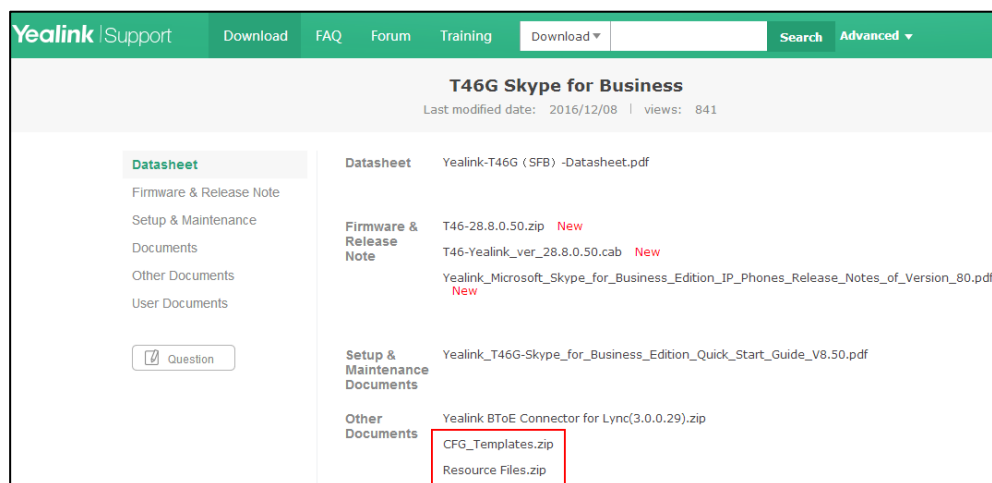 Yealink | Support Download FAQ Forum Training Download ▾ Search Advanced ▾
T46G Skype for Business
Last modified date: 2016/12/08 | views: 841
Datasheet
Firmware & Release Note
Setup & Maintenance
Documents
Other Documents
User Documents
Question
Datasheet Yealink-T46G（SFB）-Datasheet.pdf
Firmware & Release Note
T46-28.8.0.50.zip New
T46-Yealink_ver_28.8.0.50.cab New
Yealink_Microsoft_Skype_for_Business_Edition_IP_Phones_Release_Notes_of_Version_80.pdf
New
Setup & Maintenance Documents
Yealink_T46G-Skype_for_Business_Edition_Quick_Start_Guide_V8.50.pdf
Other Documents
Yealink BToE Connector for Lync(3.0.0.29).zip
CFG_Templates.zip
Resource Files.zip